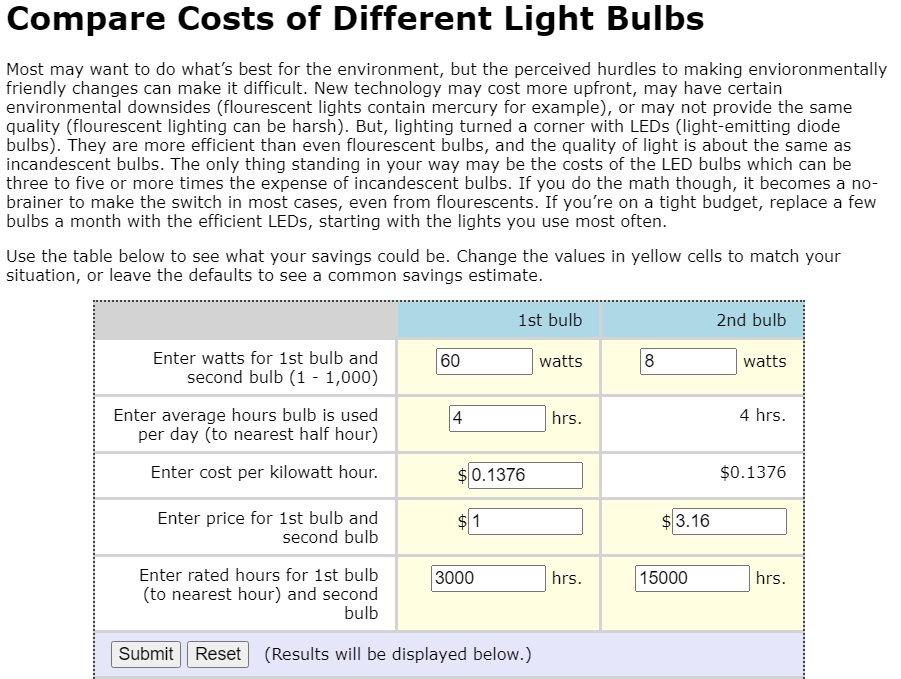 Compare Costs of Different Light Bulbs
Most may want to do what's best for the environment, but the perceived hurdles to making envioronmentally
friendly changes can make it difficult. New technology may cost more upfront, may have certain
environmental downsides (flourescent lights contain mercury for example), or may not provide the same
quality (flourescent lighting can be harsh). But, lighting turned a corner with LEDs (light-emitting diode
bulbs). They are more efficient than even flourescent bulbs, and the quality of light is about the same as
incandescent bulbs. The only thing standing in your way may be the costs of the LED bulbs which can be
three to five or more times the expense of incandescent bulbs. If you do the math though, it becomes a no-
brainer to make the switch in most cases, even from flourescents. If you're on a tight budget, replace a few
bulbs a month with the efficient LEDs, starting with the lights you use most often.
Use the table below to see what your savings could be. Change the values in yellow cells to match your
situation, or leave the defaults to see a common savings estimate.
1st bulb 2nd bulb
Enter watts for 1st bulb and
second bulb (1 - 1,000)
60 watts 8 watts
Enter average hours bulb is used
per day (to nearest half hour)
4 hrs. 4 hrs.
Enter cost per kilowatt hour. $0.1376 $0.1376
Enter price for 1st bulb and
second bulb
$1 $3.16
Enter rated hours for 1st bulb
(to nearest hour) and second
bulb
3000 hrs. 15000 hrs.
Submit Reset (Results will be displayed below.)